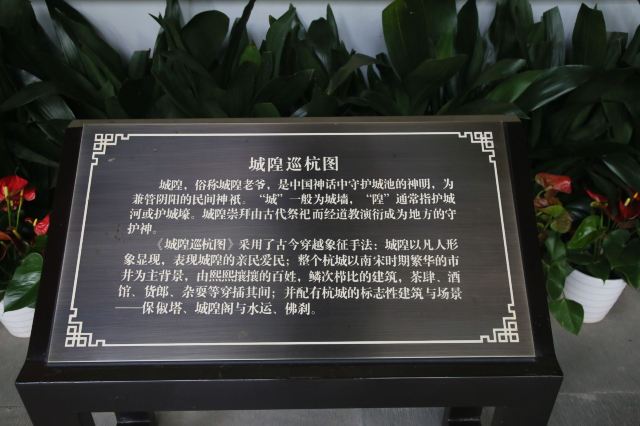 城隍巡杭图
城隍，俗称城隍老爷，是中国神话中守护城池的神明，为
兼管阴阳的民间神祇。“城”一般为城墙，“隍”通常指护城
河或护城壕。城隍崇拜由古代祭祀而经道教演衍成为地方的守
护神。
《城隍巡杭图》采用了古今穿越象征手法：城隍以凡人形
象显现，表现城隍的亲民爱民；整个杭城以南宋时期繁华的市
井为主背景，由熙熙攘攘的百姓，鳞次栉比的建筑，茶肆、酒
馆、货郎、杂耍等穿插其间；并配有杭城的标志性建筑与场景
——保俶塔、城隍阁与水运、佛刹。